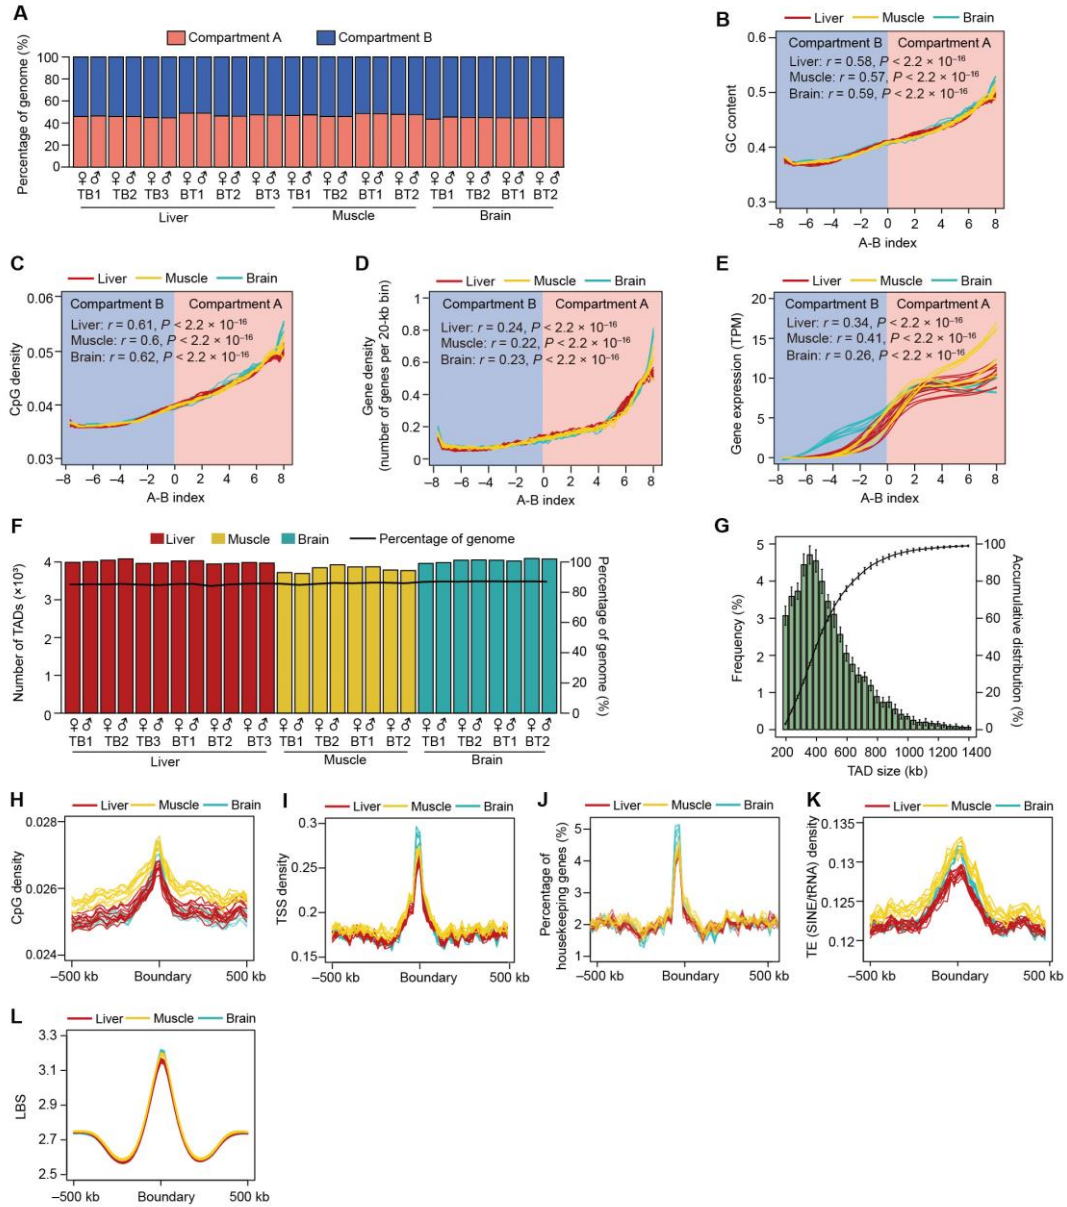 A
Compartment A Compartment B
Percentage of genome (%)
100
80
60
40
20
0
♀ ♂ ♀ ♂ ♀ ♂ ♀ ♂ ♀ ♂ ♀ ♂ ♀ ♂ ♀ ♂ ♀ ♂ ♀ ♂ ♀ ♂ ♀ ♂ ♀ ♂ ♀ ♂
TB1 TB2 TB3 BT1 BT2 BT3 TB1 TB2 BT1 BT2 TB1 TB2 BT1 BT2
Liver Muscle Brain
B
Liver Muscle Brain
Compartment B Compartment A
Liver: r = 0.58, P < 2.2 × 10⁻¹⁶
Muscle: r = 0.57, P < 2.2 × 10⁻¹⁶
Brain: r = 0.59, P < 2.2 × 10⁻¹⁶
GC content
0.6
0.5
0.4
0.3
−8 −6 −4 −2 0 2 4 6 8
A-B index
C
Liver Muscle Brain
Compartment B Compartment A
Liver: r = 0.61, P < 2.2 × 10⁻¹⁶
Muscle: r = 0.6, P < 2.2 × 10⁻¹⁶
Brain: r = 0.62, P < 2.2 × 10⁻¹⁶
CpG density
0.06
0.05
0.04
0.03
−8 −6 −4 −2 0 2 4 6 8
A-B index
D
Liver Muscle Brain
Compartment B Compartment A
Liver: r = 0.24, P < 2.2 × 10⁻¹⁶
Muscle: r = 0.22, P < 2.2 × 10⁻¹⁶
Brain: r = 0.23, P < 2.2 × 10⁻¹⁶
Gene density
(number of genes per 20-kb bin)
1
0.8
0.6
0.4
0.2
0
−8 −6 −4 −2 0 2 4 6 8
A-B index
E
Liver Muscle Brain
Compartment B Compartment A
Liver: r = 0.34, P < 2.2 × 10⁻¹⁶
Muscle: r = 0.41, P < 2.2 × 10⁻¹⁶
Brain: r = 0.26, P < 2.2 × 10⁻¹⁶
Gene expression (TPM)
20
15
10
5
0
−8 −6 −4 −2 0 2 4 6 8
A-B index
F
Liver Muscle Brain Percentage of genome
Number of TADs (×10³)
4
3
2
1
0
100
80
60
40
20
0
Percentage of genome (%)
♀ ♂ ♀ ♂ ♀ ♂ ♀ ♂ ♀ ♂ ♀ ♂ ♀ ♂ ♀ ♂ ♀ ♂ ♀ ♂ ♀ ♂ ♀ ♂ ♀ ♂ ♀ ♂
TB1 TB2 TB3 BT1 BT2 BT3 TB1 TB2 BT1 BT2 TB1 TB2 BT1 BT2
Liver Muscle Brain
G
Frequency (%)
5
4
3
2
1
0
100
80
60
40
20
0
Accumulative
distribution (%)
200 400 600 800 1000 1200 1400
TAD size (kb)
H
Liver Muscle Brain
CpG density
0.028
0.026
0.024
−500 kb Boundary 500 kb
I
Liver Muscle Brain
TSS density
0.3
0.25
0.2
0.15
−500 kb Boundary 500 kb
J
Liver Muscle Brain
Percentage of
housekeeping genes (%)
5
4
3
2
1
−500 kb Boundary 500 kb
K
Liver Muscle Brain
TE (SINE/tRNA) density
0.135
0.13
0.125
0.12
−500 kb Boundary 500 kb
L
Liver Muscle Brain
LBS
3.3
3.1
2.9
2.7
2.5
−500 kb Boundary 500 kb